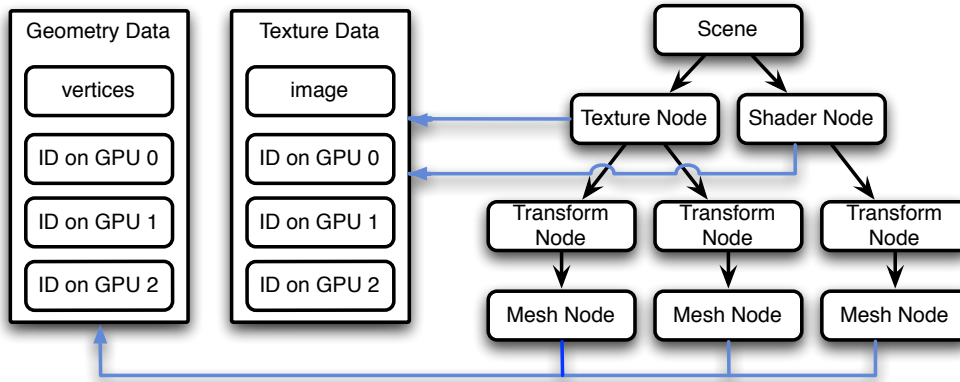 Geometry Data
vertices
ID on GPU 0
ID on GPU 1
ID on GPU 2
Texture Data
image
ID on GPU 0
ID on GPU 1
ID on GPU 2
Scene
Texture Node
Shader Node
Transform
Node
Transform
Node
Transform
Node
Mesh Node
Mesh Node
Mesh Node